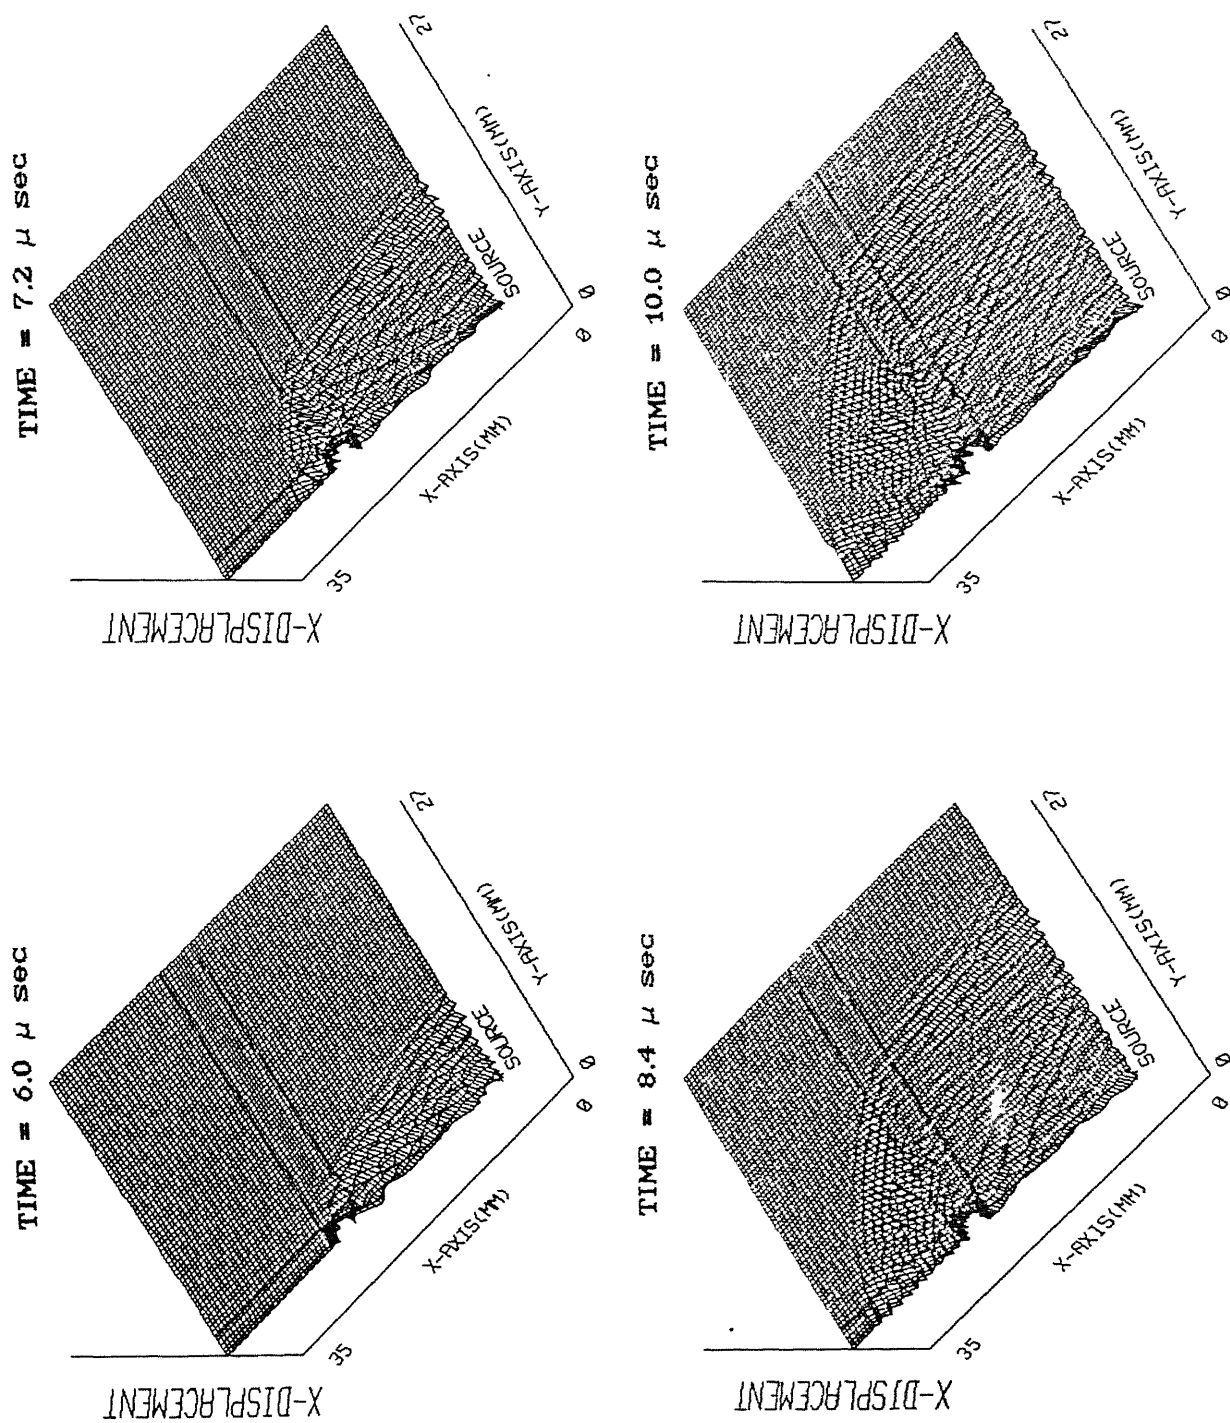 TIME = 6.0 μ sec
X-DISPLACEMENT
35
X-AXIS(MM)
0
0
SOURCE
Y-AXIS(MM)
27
TIME = 7.2 μ sec
X-DISPLACEMENT
35
X-AXIS(MM)
0
0
SOURCE
Y-AXIS(MM)
27
TIME = 8.4 μ sec
X-DISPLACEMENT
35
X-AXIS(MM)
0
0
SOURCE
Y-AXIS(MM)
27
TIME = 10.0 μ sec
X-DISPLACEMENT
35
X-AXIS(MM)
0
0
SOURCE
Y-AXIS(MM)
27